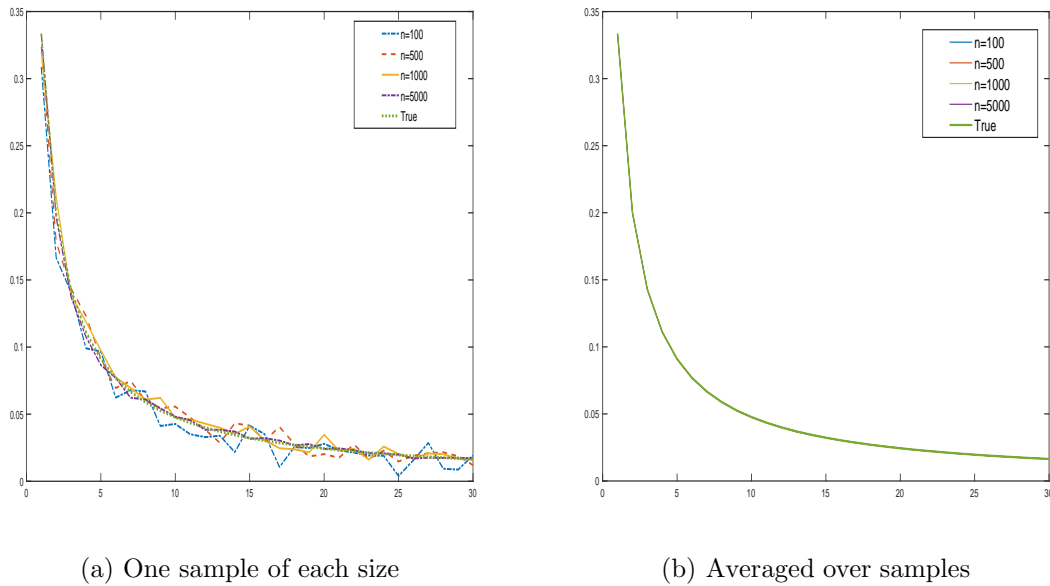 0.35
0.3
0.25
0.2
0.15
0.1
0.05
0
0 5 10 15 20 25 30
n=100
n=500
n=1000
n=5000
True
(a) One sample of each size
0.35
0.3
0.25
0.2
0.15
0.1
0.05
0
0 5 10 15 20 25 30
n=100
n=500
n=1000
n=5000
True
(b) Averaged over samples